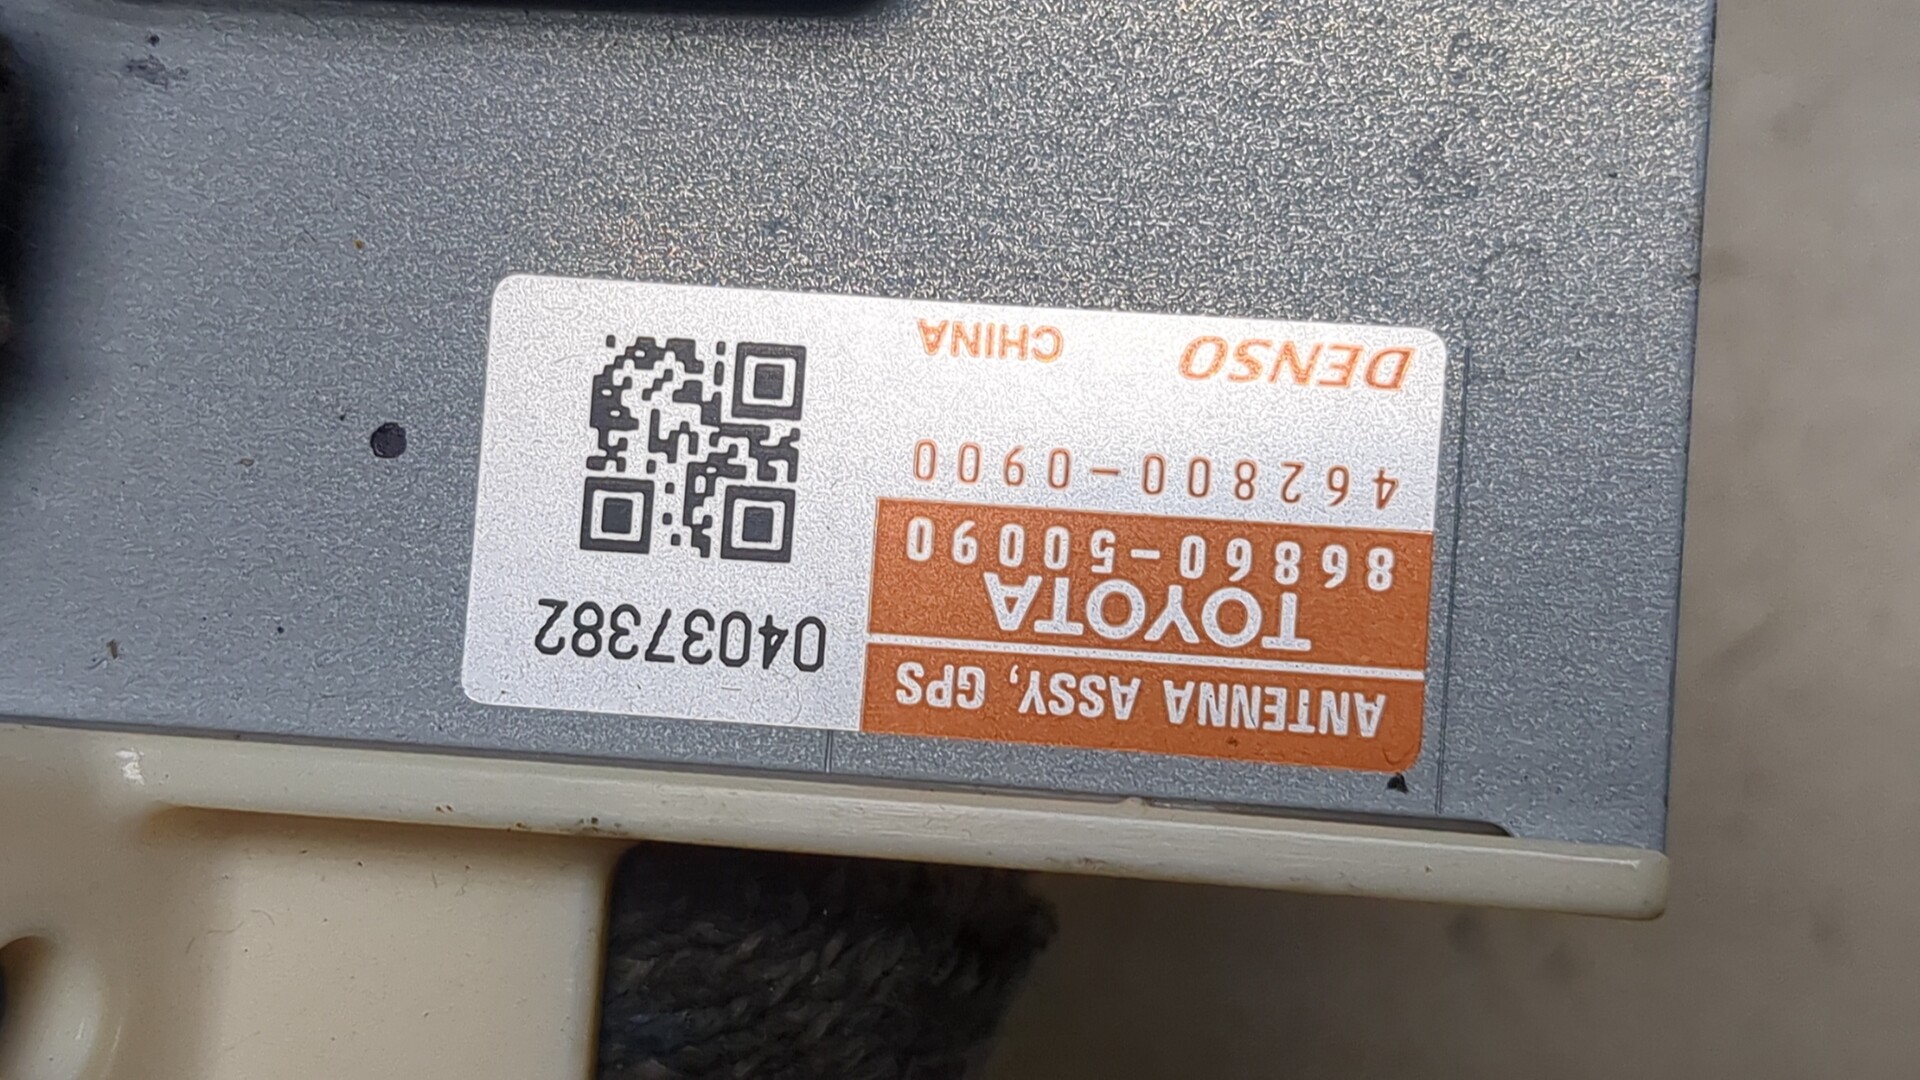 ANTENNA ASSY, GPS
TOYOTA
86860-50090
462800-0900
DENSO CHINA
04037382